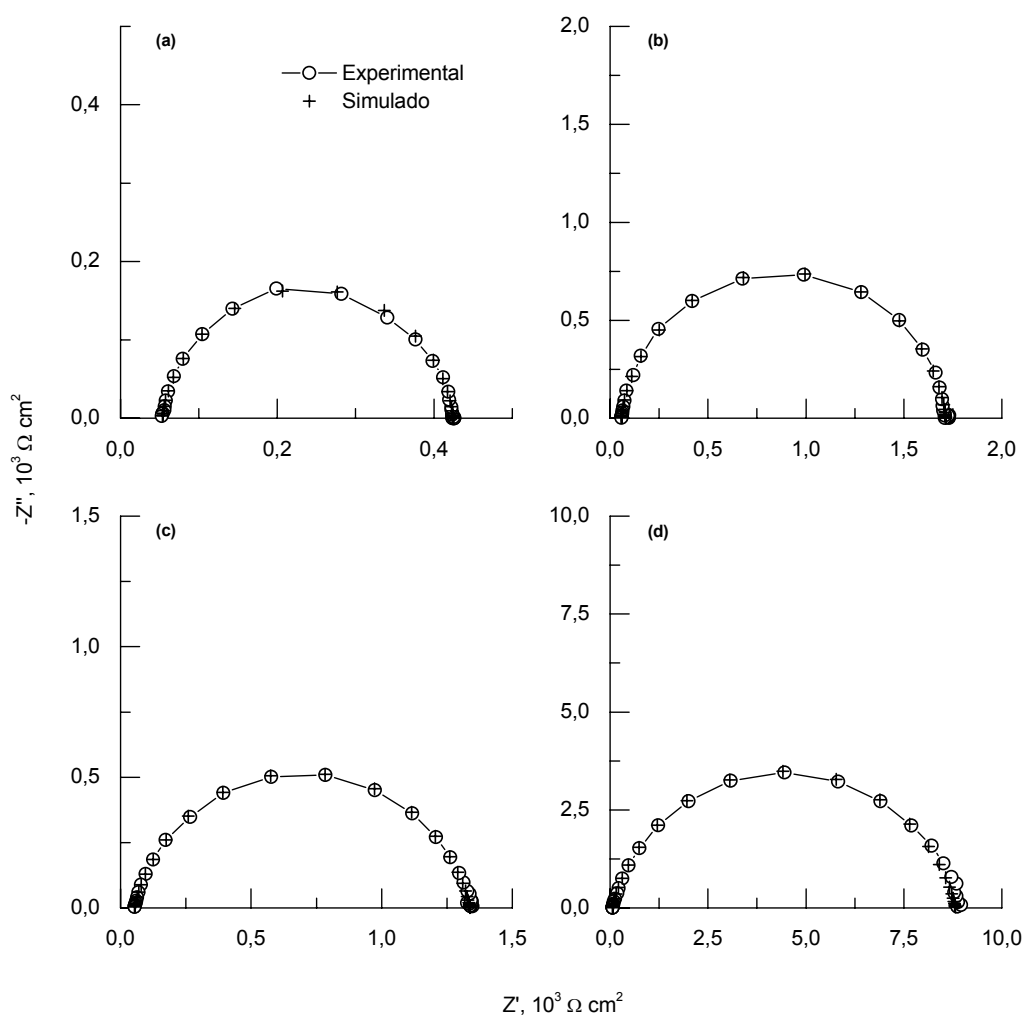 (a)
Experimental
Simulado
0,4
0,2
0,0
0,0 0,2 0,4
(b)
2,0
1,5
1,0
0,5
0,0
0,0 0,5 1,0 1,5 2,0
-Z'', 10³ Ω cm²
(c)
1,5
1,0
0,5
0,0
0,0 0,5 1,0 1,5
(d)
10,0
7,5
5,0
2,5
0,0
0,0 2,5 5,0 7,5 10,0
Z', 10³ Ω cm²